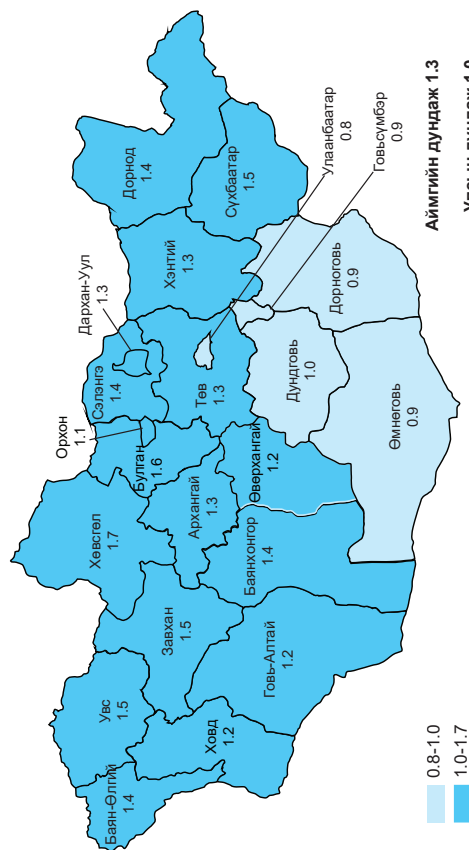 Баян-Өлгий
1.4
Увс
1.5
Ховд
1.2
Завхан
1.5
Говь-Алтай
1.2
Хөвсгөл
1.7
Архангай
1.3
Баянхонгор
1.4
Орхон
1.1
Булган
1.6
Өвөрхангай
1.2
Сэлэнгэ
1.4
Дархан-Уул
1.3
Төв
1.3
Хэнтий
1.3
Дорнод
1.4
Сүхбаатар
1.5
Улаанбаатар
0.8
Говьсүмбэр
0.9
Дундговь
1.0
Дорноговь
0.9
Өмнөговь
0.9
0.8-1.0
1.0-1.7
Аймгийн дундаж 1.3